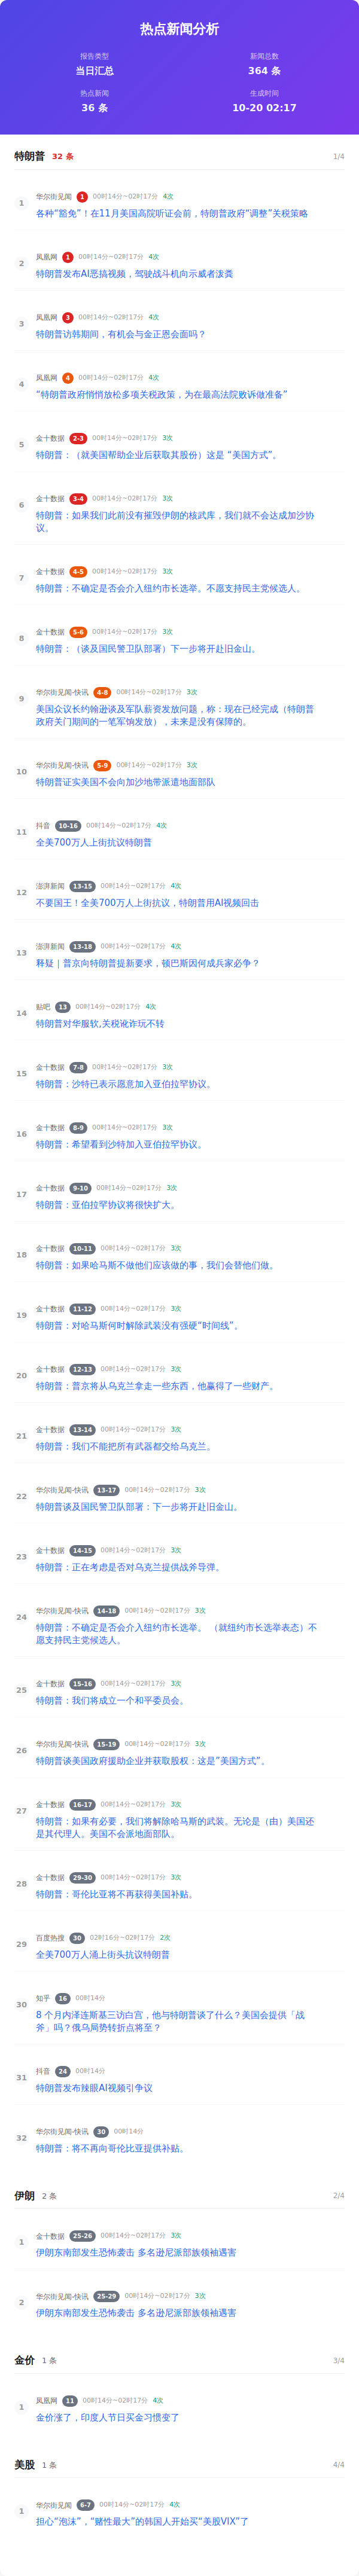 热点新闻分析
报告类型
新闻总数
当日汇总
364 条
热点新闻
生成时间
36 条
10-20 02:17
特朗普 32 条 1/4
1 华尔街见闻 1 00时14分~02时17分 4次
各种“豁免”！在11月美国高院听证会前，特朗普政府“调整”关税策略
2 凤凰网 1 00时14分~02时17分 4次
特朗普发布AI恶搞视频，驾驶战斗机向示威者泼粪
3 凤凰网 3 00时14分~02时17分 4次
特朗普访韩期间，有机会与金正恩会面吗？
4 凤凰网 4 00时14分~02时17分 4次
“特朗普政府悄悄放松多项关税政策，为在最高法院败诉做准备”
5 金十数据 2-3 00时14分~02时17分 3次
特朗普：（就美国帮助企业后获取其股份）这是 “美国方式”。
6 金十数据 3-4 00时14分~02时17分 3次
特朗普：如果我们此前没有摧毁伊朗的核武库，我们就不会达成加沙协
议。
7 金十数据 4-5 00时14分~02时17分 3次
特朗普：不确定是否会介入纽约市长选举。不愿支持民主党候选人。
8 金十数据 5-6 00时14分~02时17分 3次
特朗普：（谈及国民警卫队部署）下一步将开赴旧金山。
9 华尔街见闻-快讯 4-8 00时14分~02时17分 3次
美国众议长约翰逊谈及军队薪资发放问题，称：现在已完成（特朗普
政府关门期间的一笔军饷发放），未来是没有保障的。
10 华尔街见闻-快讯 5-9 00时14分~02时17分 3次
特朗普证实美国不会向加沙地带派遣地面部队
11 抖音 10-16 00时14分~02时17分 4次
全美700万人上街抗议特朗普
12 澎湃新闻 13-15 00时14分~02时17分 4次
不要国王！全美700万人上街抗议，特朗普用AI视频回击
13 澎湃新闻 13-18 00时14分~02时17分 4次
释疑｜普京向特朗普提新要求，顿巴斯因何成兵家必争？
14 贴吧 13 00时14分~02时17分 4次
特朗普对华服软,关税讹诈玩不转
15 金十数据 7-8 00时14分~02时17分 3次
特朗普：沙特已表示愿意加入亚伯拉罕协议。
16 金十数据 8-9 00时14分~02时17分 3次
特朗普：希望看到沙特加入亚伯拉罕协议。
17 金十数据 9-10 00时14分~02时17分 3次
特朗普：亚伯拉罕协议将很快扩大。
18 金十数据 10-11 00时14分~02时17分 3次
特朗普：如果哈马斯不做他们应该做的事，我们会替他们做。
19 金十数据 11-12 00时14分~02时17分 3次
特朗普：对哈马斯何时解除武装没有强硬“时间线”。
20 金十数据 12-13 00时14分~02时17分 3次
特朗普：普京将从乌克兰拿走一些东西，他赢得了一些财产。
21 金十数据 13-14 00时14分~02时17分 3次
特朗普：我们不能把所有武器都交给乌克兰。
22 华尔街见闻-快讯 13-17 00时14分~02时17分 3次
特朗普谈及国民警卫队部署：下一步将开赴旧金山。
23 金十数据 14-15 00时14分~02时17分 3次
特朗普：正在考虑是否对乌克兰提供战斧导弹。
24 华尔街见闻-快讯 14-18 00时14分~02时17分 3次
特朗普：不确定是否会介入纽约市长选举。 （就纽约市长选举表态）不
愿支持民主党候选人。
25 金十数据 15-16 00时14分~02时17分 3次
特朗普：我们将成立一个和平委员会。
26 华尔街见闻-快讯 15-19 00时14分~02时17分 3次
特朗普谈美国政府援助企业并获取股权：这是”美国方式”。
27 金十数据 16-17 00时14分~02时17分 3次
特朗普：如果有必要，我们将解除哈马斯的武装。无论是（由）美国还
是其代理人。美国不会派地面部队。
28 金十数据 29-30 00时14分~02时17分 3次
特朗普：哥伦比亚将不再获得美国补贴。
29 百度热搜 30 02时16分~02时17分 2次
全美700万人涌上街头抗议特朗普
30 知乎 16 00时14分
8 个月内泽连斯基三访白宫，他与特朗普谈了什么？美国会提供「战
斧」吗？俄乌局势转折点将至？
31 抖音 24 00时14分
特朗普发布辣眼AI视频引争议
32 华尔街见闻-快讯 30 00时14分
特朗普：将不再向哥伦比亚提供补贴。
伊朗 2 条 2/4
1 金十数据 25-26 00时14分~02时17分 3次
伊朗东南部发生恐怖袭击 多名逊尼派部族领袖遇害
2 华尔街见闻-快讯 25-29 00时14分~02时17分 3次
伊朗东南部发生恐怖袭击 多名逊尼派部族领袖遇害
金价 1 条 3/4
1 凤凰网 11 00时14分~02时17分 4次
金价涨了，印度人节日买金习惯变了
美股 1 条 4/4
1 华尔街见闻 6-7 00时14分~02时17分 4次
担心“泡沫”，“赌性最大”的韩国人开始买“美股VIX”了